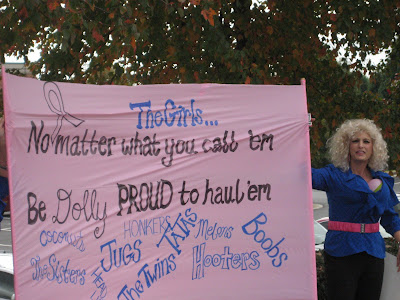 The Girls...
No matter what you call 'em
Be Dolly PROUD to haul 'em
Coconuts HONKERS TATAS Melons Boobs
The Sisters Jugs Hooters
The Twins